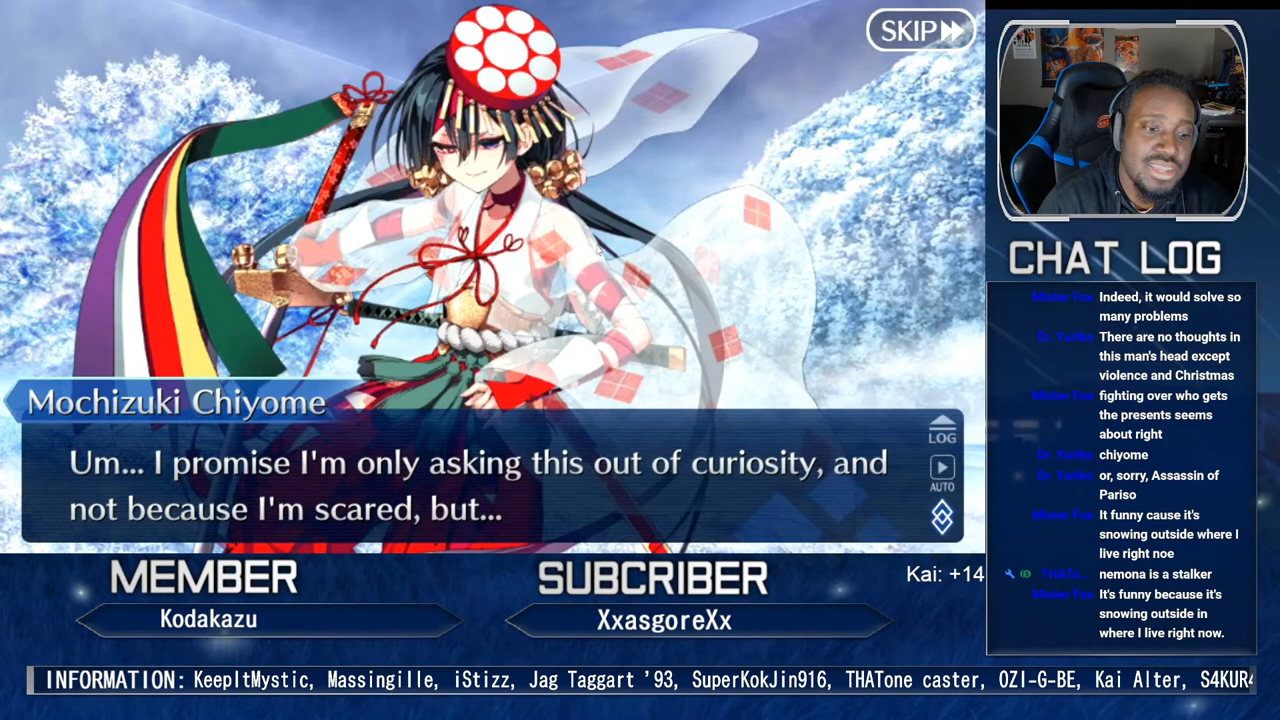 SKIP
Mochizuki Chiyome
Um... I promise I'm only asking this out of curiosity, and
not because I'm scared, but...
LOG
AUTO
MEMBER
Kodakazu
SUBCRIBER
XxasgoreXx
Kai: +14
CHAT LOG
Mister Fox Indeed, it would solve so
many problems
Dr. Yuriko There are no thoughts in
this man's head except
violence and Christmas
Mister Fox fighting over who gets
the presents seems
about right
Dr. Yuriko chiyome
Dr. Yuriko or, sorry, Assassin of
Pariso
Mister Fox It funny cause it's
snowing outside where I
live right noe
THATo... nemona is a stalker
Mister Fox It's funny because it's
snowing outside in
where I live right now.
INFORMATION: KeepItMystic, Massingille, iStizz, Jag Taggart '93, SuperKokJin916, THATone caster, OZI-G-BE, Kai Alter, S4KUR4